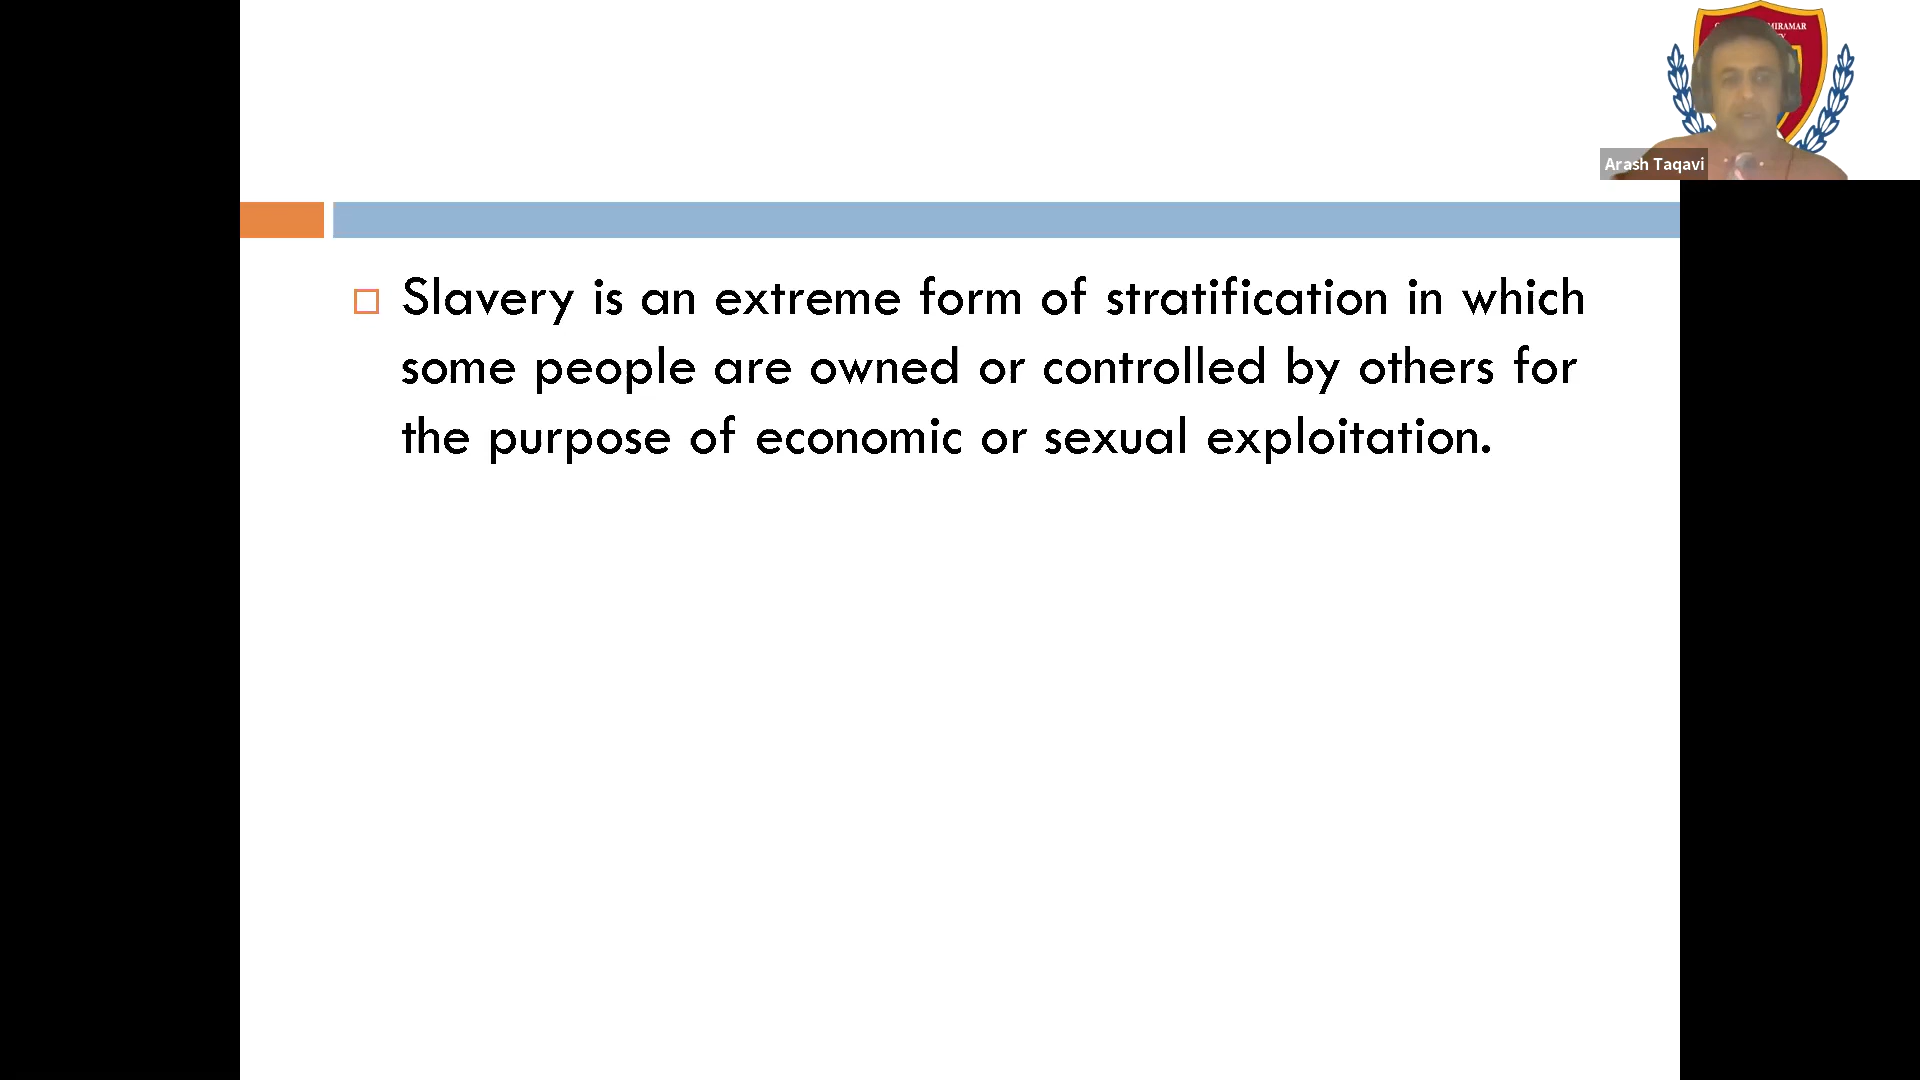 MIRAMAR
Arash Taqavi
Slavery is an extreme form of stratification in which
some people are owned or controlled by others for
the purpose of economic or sexual exploitation.